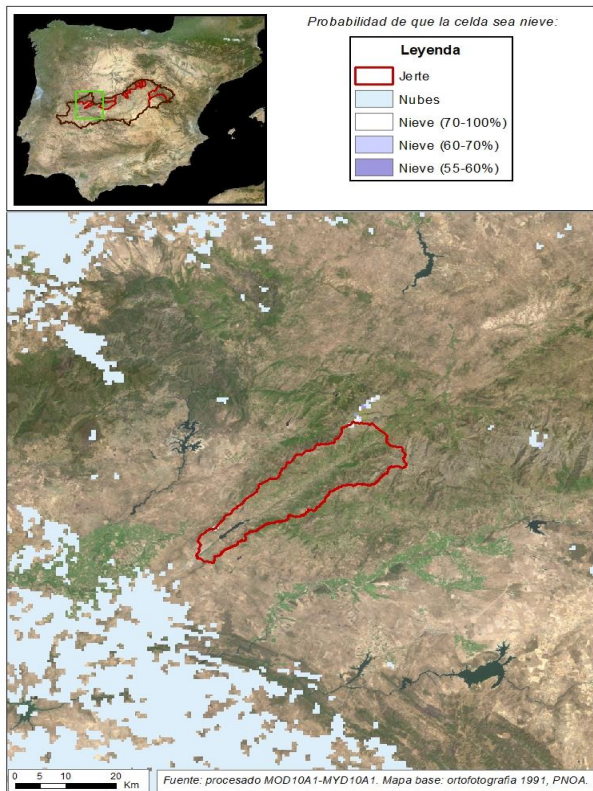 Probabilidad de que la celda sea nieve:
Leyenda
Jerte
Nubes
Nieve (70-100%)
Nieve (60-70%)
Nieve (55-60%)
0 5 10 20
Km
Fuente: procesado MOD10A1-MYD10A1. Mapa base: ortofotografia 1991, PNOA.